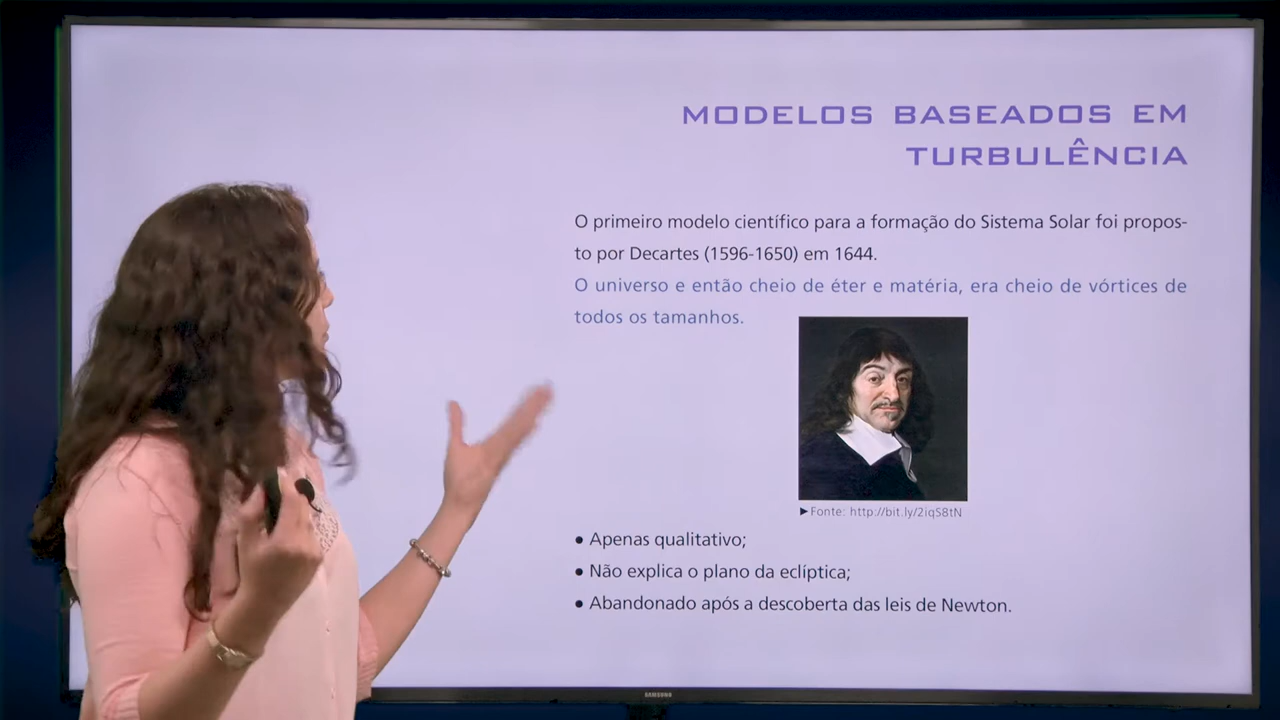 MODELOS BASEADOS EM
TURBULÊNCIA
O primeiro modelo científico para a formação do Sistema Solar foi propos-
to por Decartes (1596-1650) em 1644.
O universo e então cheio de éter e matéria, era cheio de vórtices de
todos os tamanhos.
►Fonte: http://bit.ly/2iqS8tN
• Apenas qualitativo;
• Não explica o plano da eclíptica;
• Abandonado após a descoberta das leis de Newton.
SAMSUNG